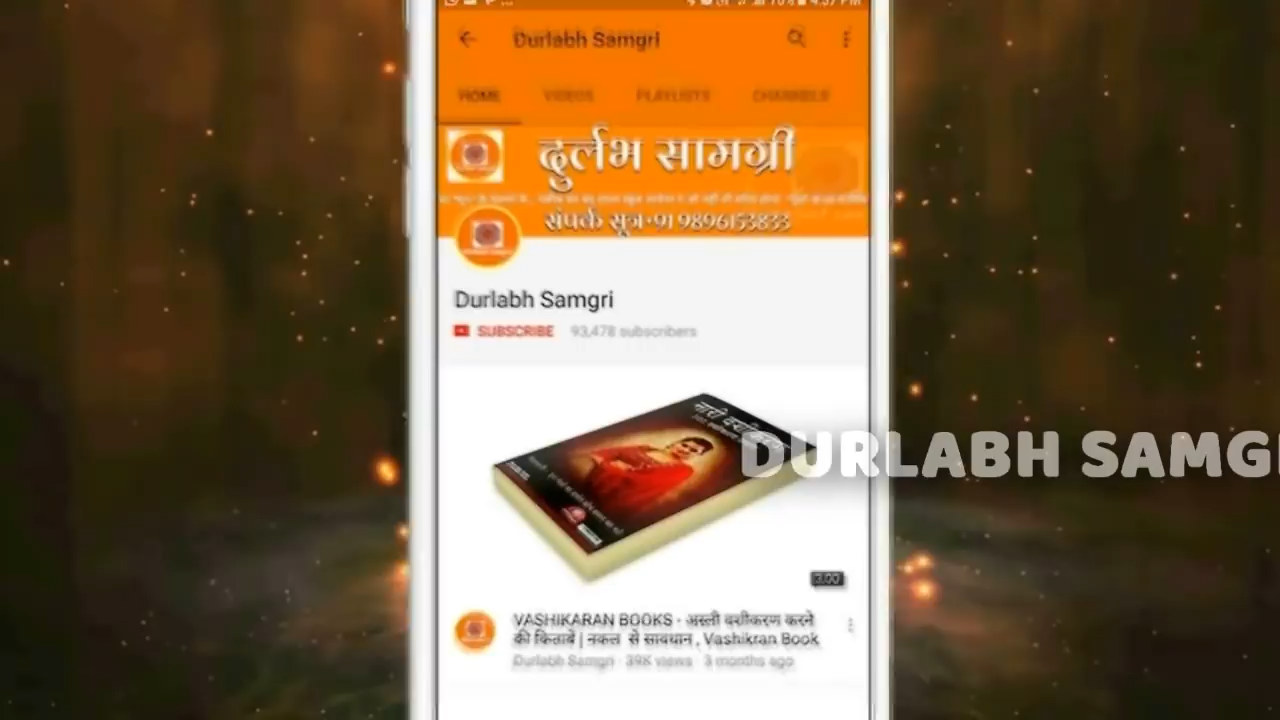 Durlabh Samgri
HOME VIDEOS PLAYLISTS CHANNELS
दुर्लभ सामग्री
संपर्क सूत्र-91 9896153833
Durlabh Samgri
SUBSCRIBE 93,478 subscribers
नारी वशीकरण
DURLABH SAMG
3:00
VASHIKARAN BOOKS - असली वशीकरण करने
की किताबें | नकल से सावधान , Vashikran Book
Durlabh Samgri · 39K views · 3 months ago